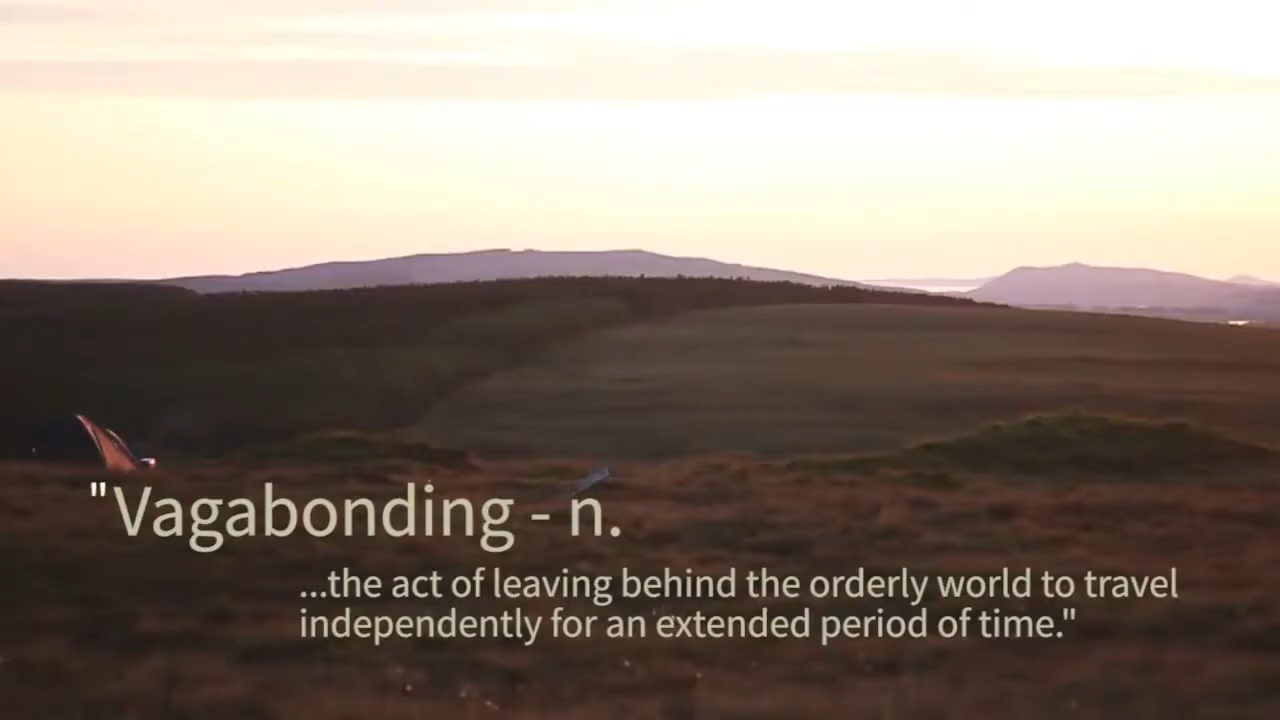 "Vagabonding - n.
...the act of leaving behind the orderly world to travel
independently for an extended period of time."